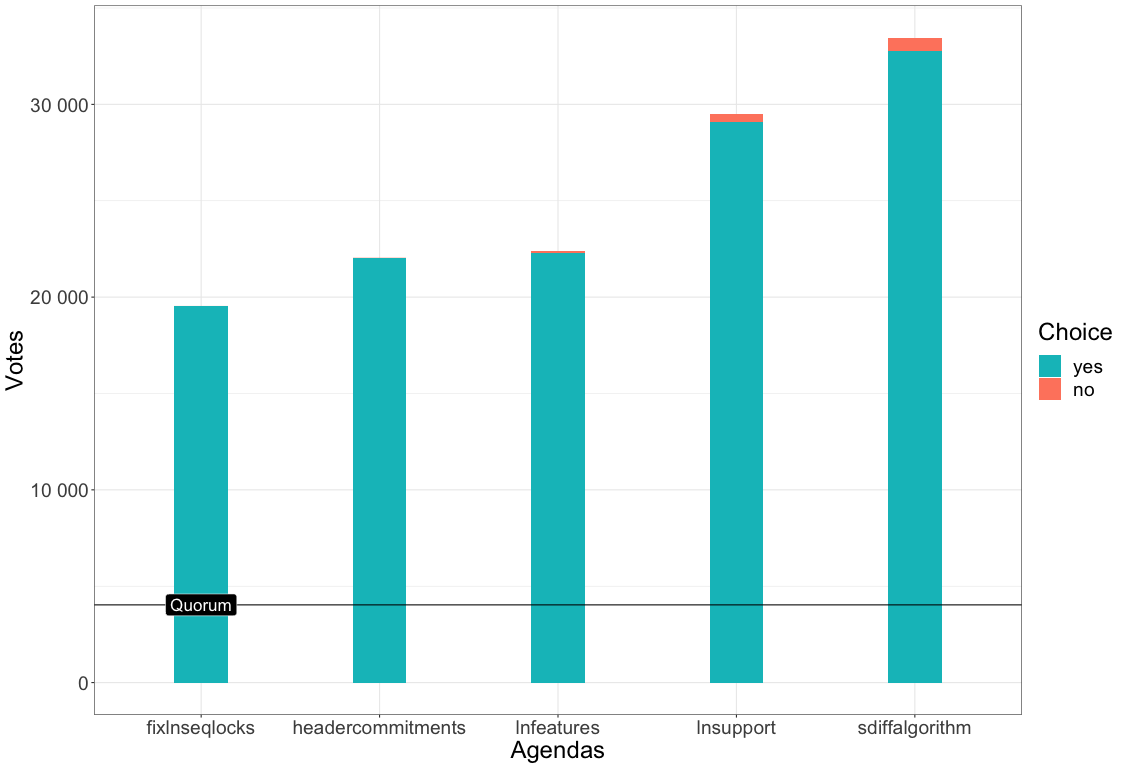 30 000
20 000
10 000
0
Votes
Quorum
fixlnseqlocks
headercommitments
lnfeatures
lnsupport
sdiffalgorithm
Agendas
Choice
yes
no